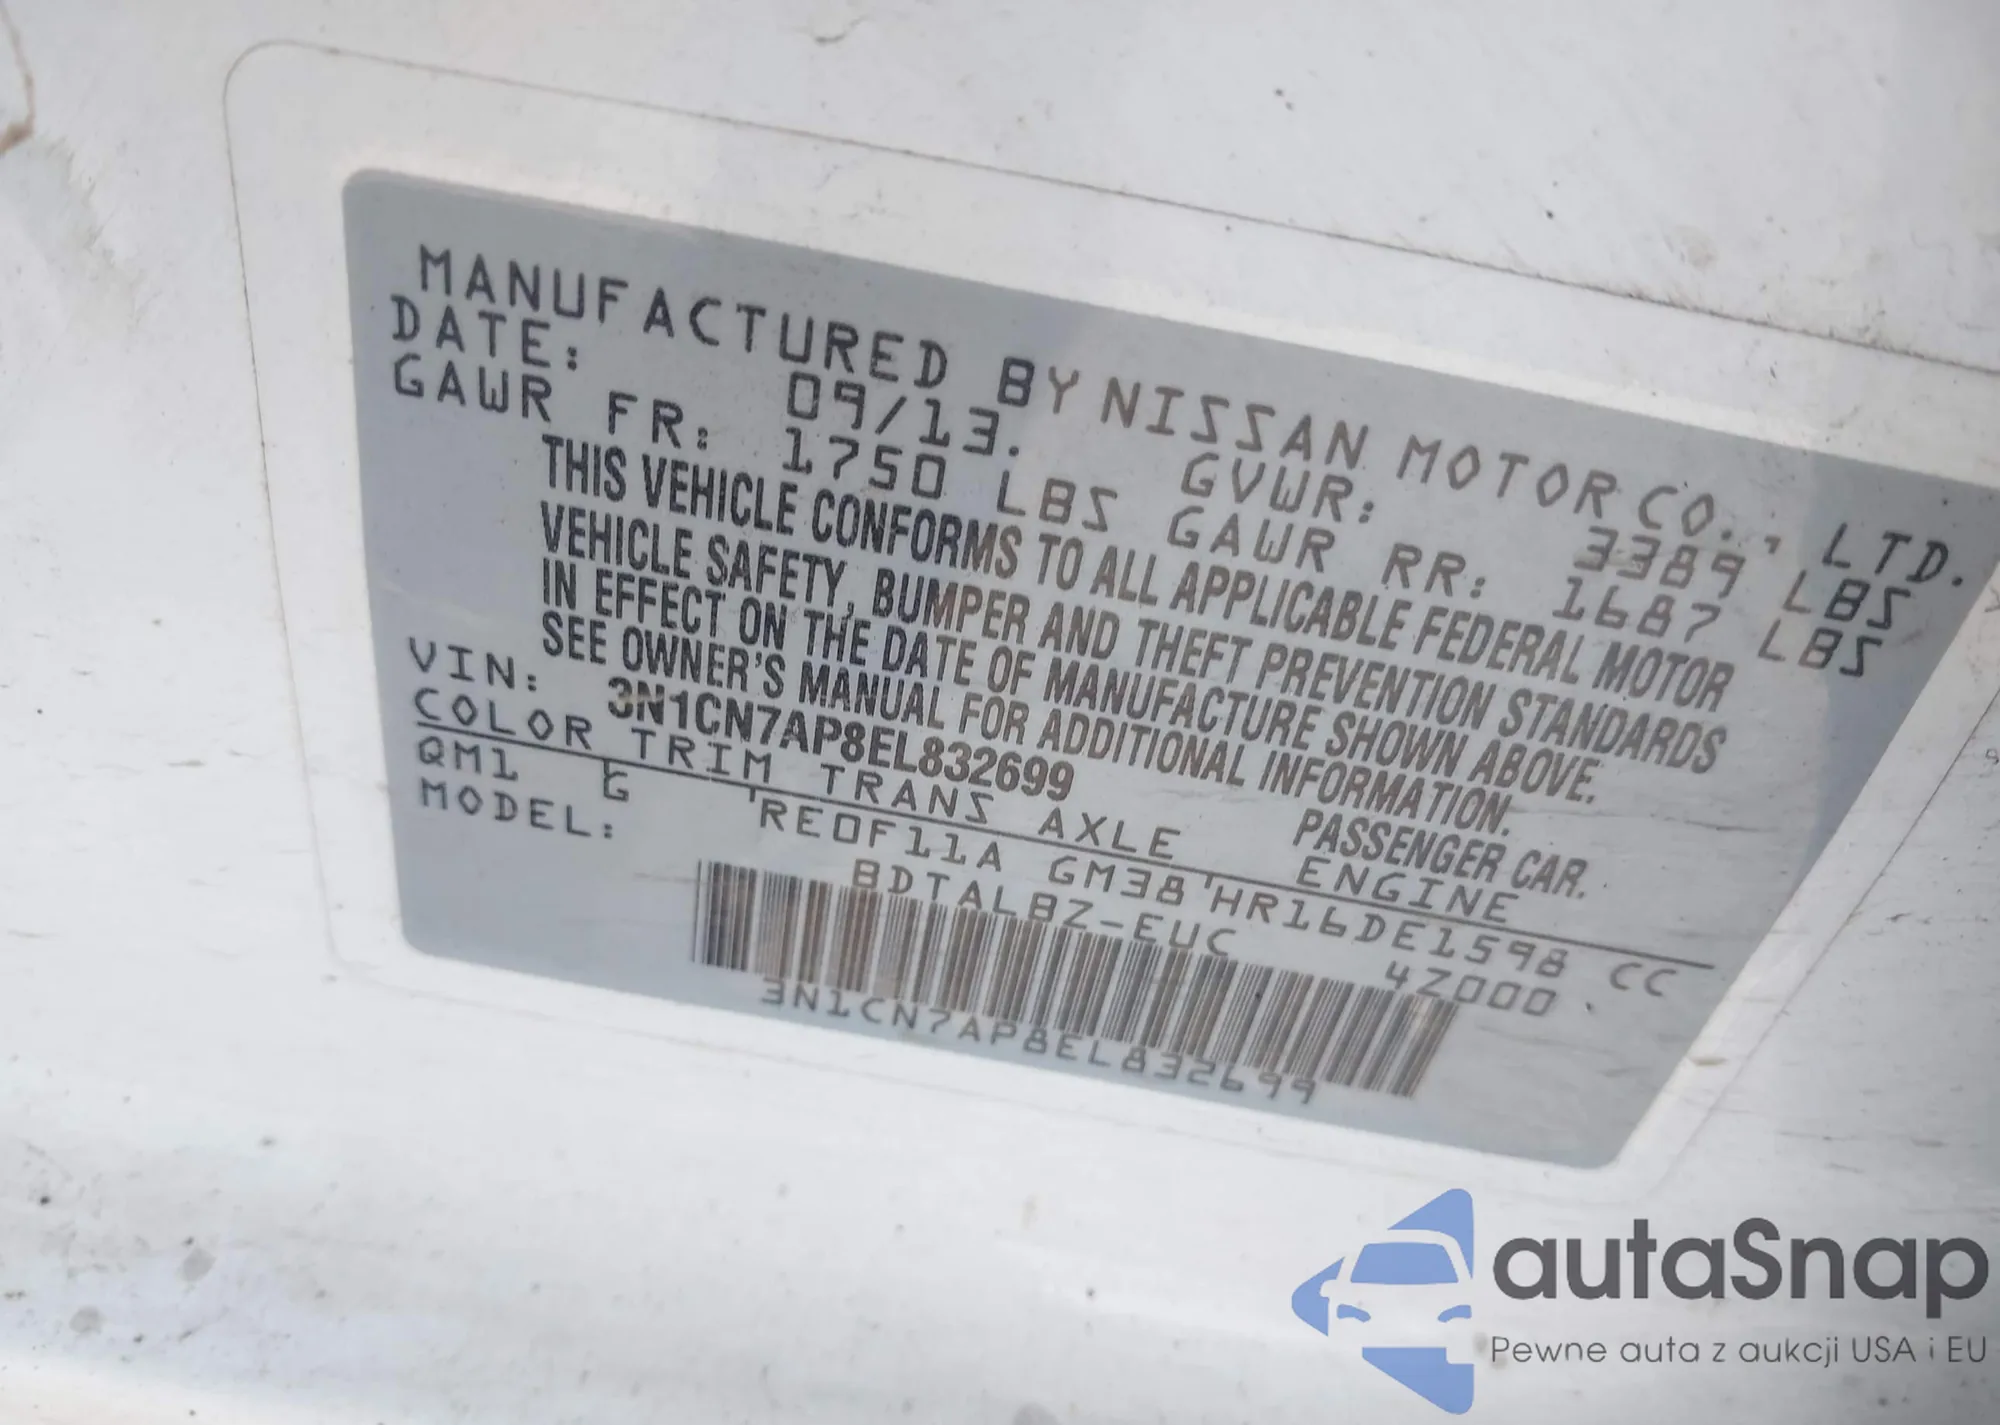 MANUFACTURED BY NISSAN MOTOR CO., LTD.
DATE: 09/13. GVWR: 3389 LBS
GAWR FR: 1750 LBS GAWR RR: 1687 LBS
THIS VEHICLE CONFORMS TO ALL APPLICABLE FEDERAL MOTOR
VEHICLE SAFETY, BUMPER AND THEFT PREVENTION STANDARDS
IN EFFECT ON THE DATE OF MANUFACTURE SHOWN ABOVE.
SEE OWNER'S MANUAL FOR ADDITIONAL INFORMATION.
VIN: 3N1CN7AP8EL832699 PASSENGER CAR.
COLOR TRIM TRANS AXLE ENGINE
QM1 G RE0F11A GM38 HR16DE1598 CC
MODEL: BDTALBZ-EUC 4Z000
3N1CN7AP8EL832699
autaSnap
Pewne auta z aukcji USA i EU